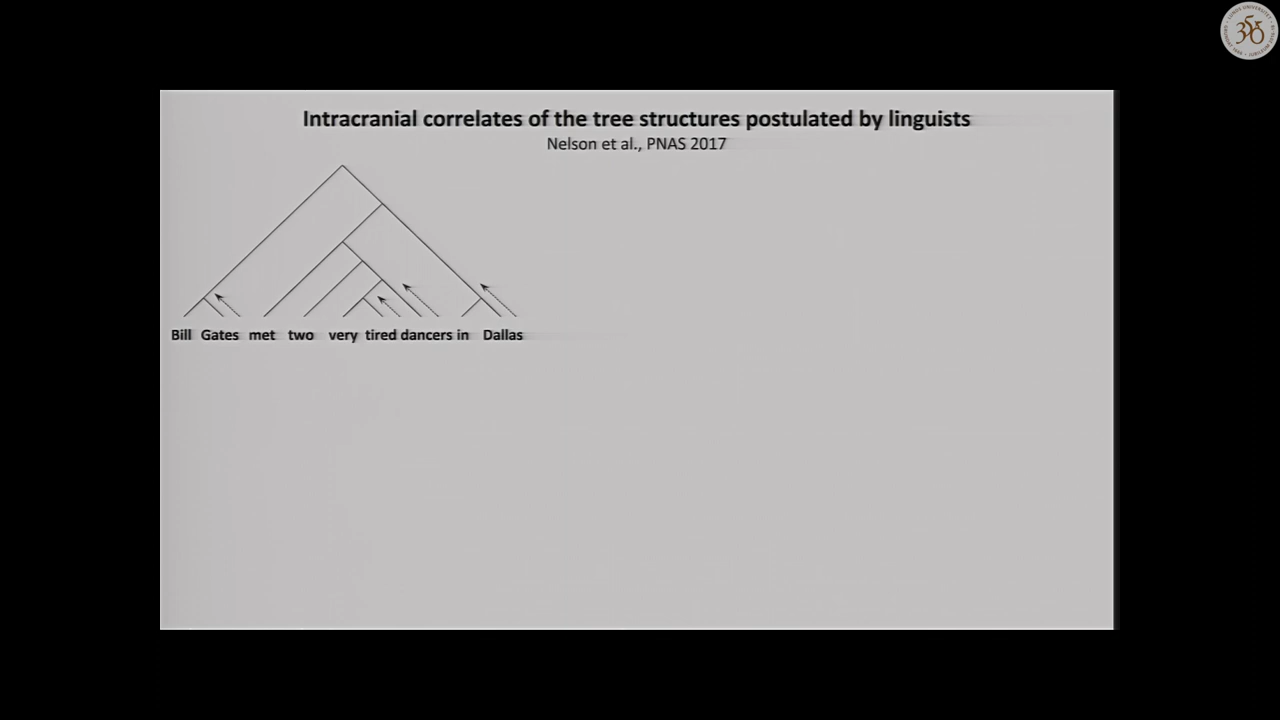 Intracranial correlates of the tree structures postulated by linguists
Nelson et al., PNAS 2017
Bill Gates met two very tired dancers in Dallas